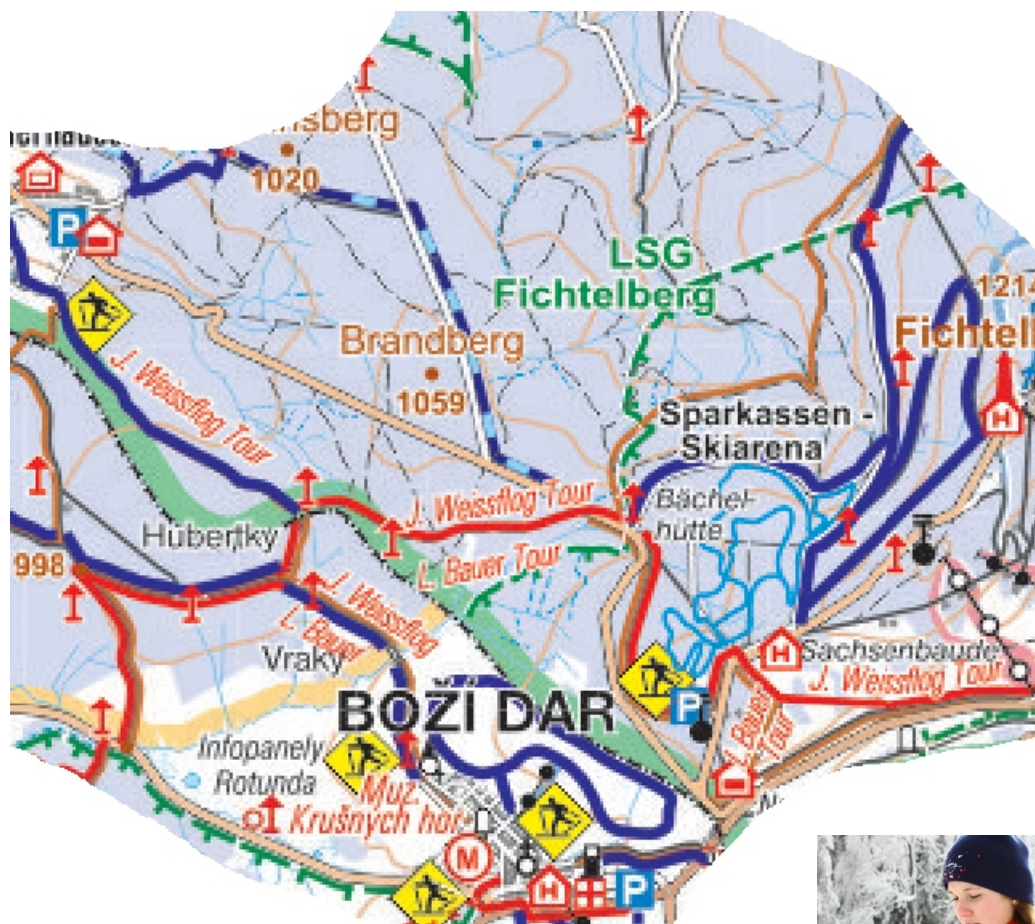 1020
P
LSG
Fichtelberg
1214
Brandberg
1059
Sparkassen -
Skiarena
J. Weissflog Tour
J. Weissflog Tour
Bächel-
hütte
H
Hubertky
L. Bauer Tour
998
J. Weissflog
L. Bauer
Vraky
H
Sachsenbaude
J. Weissflog Tour
BOŽÍ DAR
P
Bauer
Tour
Infopanely
Rotunda
Muz.
Krušných hor
M
H
P